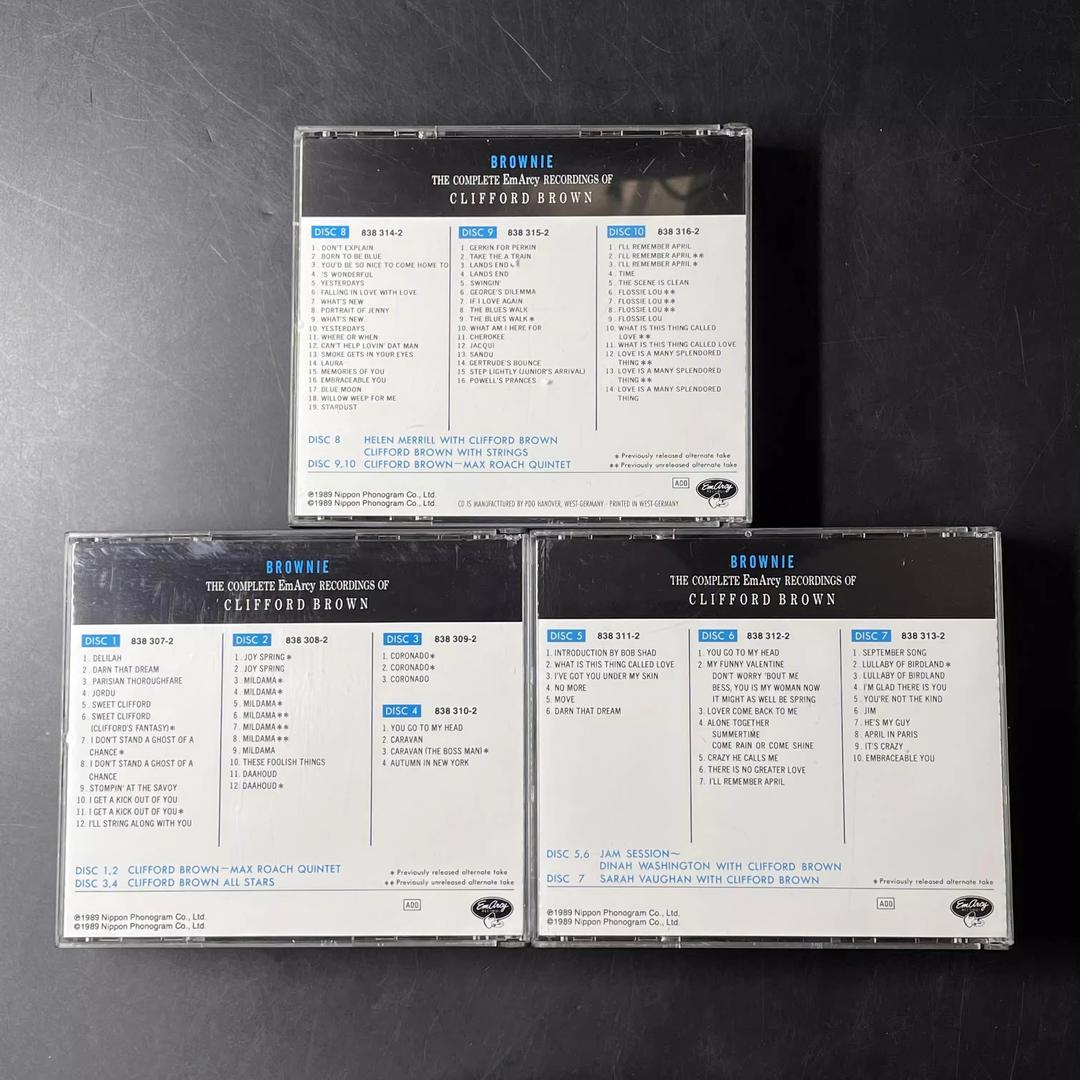 BROWNIE
THE COMPLETE EmArcy RECORDINGS OF
CLIFFORD BROWN
DISC 8 838 314-2
1. DON'T EXPLAIN
2. BORN TO BE BLUE
3. YOU'D BE SO NICE TO COME HOME TO
4. 'S WONDERFUL
5. YESTERDAYS
6. FALLING IN LOVE WITH LOVE
7. WHAT'S NEW
8. PORTRAIT OF JENNY
9. WHAT'S NEW
10. YESTERDAYS
11. WHERE OR WHEN
12. CAN'T HELP LOVIN' DAT MAN
13. SMOKE GETS IN YOUR EYES
14. LAURA
15. MEMORIES OF YOU
16. EMBRACEABLE YOU
17. BLUE MOON
18. WILLOW WEEP FOR ME
19. STARDUST
DISC 9 838 315-2
1. GERKIN FOR PERKIN
2. TAKE THE A TRAIN
3. LANDS END
4. LANDS END
5. SWINGIN'
6. GEORGE'S DILEMMA
7. IF I LOVE AGAIN
8. THE BLUES WALK
9. THE BLUES WALK*
10. WHAT AM I HERE FOR
11. CHEROKEE
12. JACQUI
13. SANDU
14. GERTRUDE'S BOUNCE
15. STEP LIGHTLY (JUNIOR'S ARRIVAL)
16. POWELL'S PRANCES
DISC 10 838 316-2
1. I'LL REMEMBER APRIL
2. I'LL REMEMBER APRIL**
3. I'LL REMEMBER APRIL*
4. TIME
5. THE SCENE IS CLEAN
6. FLOSSIE LOU**
7. FLOSSIE LOU**
8. FLOSSIE LOU**
9. FLOSSIE LOU
10. WHAT IS THIS THING CALLED
LOVE**
11. WHAT IS THIS THING CALLED LOVE
12. LOVE IS A MANY SPLENDORED
THING**
13. LOVE IS A MANY SPLENDORED
THING**
14. LOVE IS A MANY SPLENDORED
THING
DISC 8 HELEN MERRILL WITH CLIFFORD BROWN
CLIFFORD BROWN WITH STRINGS
DISC 9,10 CLIFFORD BROWN–MAX ROACH QUINTET
* Previously released alternate take
** Previously unreleased alternate take
ADD
EmArcy
℗1989 Nippon Phonogram Co., Ltd.
©1989 Nippon Phonogram Co., Ltd.
CD IS MANUFACTTURED BY PDO HANOVER, WEST-GERMANY · PRINTED IN WEST-GERMANY
BROWNIE
THE COMPLETE EmArcy RECORDINGS OF
CLIFFORD BROWN
DISC 1 838 307-2
1. DELILAH
2. DARN THAT DREAM
3. PARISIAN THOROUGHFARE
4. JORDU
5. SWEET CLIFFORD
6. SWEET CLIFFORD
(CLIFFORD'S FANTASY)*
7. I DON'T STAND A GHOST OF A
CHANCE*
8. I DON'T STAND A GHOST OF A
CHANCE
9. STOMPIN' AT THE SAVOY
10. I GET A KICK OUT OF YOU
11. I GET A KICK OUT OF YOU*
12. I'LL STRING ALONG WITH YOU
DISC 2 838 308-2
1. JOY SPRING*
2. JOY SPRING
3. MILDAMA*
4. MILDAMA*
5. MILDAMA*
6. MILDAMA**
7. MILDAMA**
8. MILDAMA**
9. MILDAMA
10. THESE FOOLISH THINGS
11. DAAHOUD
12. DAAHOUD*
DISC 3 838 309-2
1. CORONADO*
2. CORONADO*
3. CORONADO
DISC 4 838 310-2
1. YOU GO TO MY HEAD
2. CARAVAN
3. CARAVAN (THE BOSS MAN)*
4. AUTUMN IN NEW YORK
DISC 1,2 CLIFFORD BROWN–MAX ROACH QUINTET
DISC 3,4 CLIFFORD BROWN ALL STARS
* Previously released alternate take
** Previously unreleased alternate take
ADD
EmArcy
℗1989 Nippon Phonogram Co., Ltd.
©1989 Nippon Phonogram Co., Ltd.
BROWNIE
THE COMPLETE EmArcy RECORDINGS OF
CLIFFORD BROWN
DISC 5 838 311-2
1. INTRODUCTION BY BOB SHAD
2. WHAT IS THIS THING CALLED LOVE
3. I'VE GOT YOU UNDER MY SKIN
4. NO MORE
5. MOVE
6. DARN THAT DREAM
DISC 6 838 312-2
1. YOU GO TO MY HEAD
2. MY FUNNY VALENTINE
DON'T WORRY 'BOUT ME
BESS, YOU IS MY WOMAN NOW
IT MIGHT AS WELL BE SPRING
3. LOVER COME BACK TO ME
4. ALONE TOGETHER
SUMMERTIME
COME RAIN OR COME SHINE
5. CRAZY HE CALLS ME
6. THERE IS NO GREATER LOVE
7. I'LL REMEMBER APRIL
DISC 7 838 313-2
1. SEPTEMBER SONG
2. LULLABY OF BIRDLAND*
3. LULLABY OF BIRDLAND
4. I'M GLAD THERE IS YOU
5. YOU'RE NOT THE KIND
6. JIM
7. HE'S MY GUY
8. APRIL IN PARIS
9. IT'S CRAZY
10. EMBRACEABLE YOU
DISC 5,6 JAM SESSION~
DINAH WASHINGTON WITH CLIFFORD BROWN
DISC 7 SARAH VAUGHAN WITH CLIFFORD BROWN
* Previously released alternate take
ADD
EmArcy
℗1989 Nippon Phonogram Co., Ltd.
©1989 Nippon Phonogram Co., Ltd.